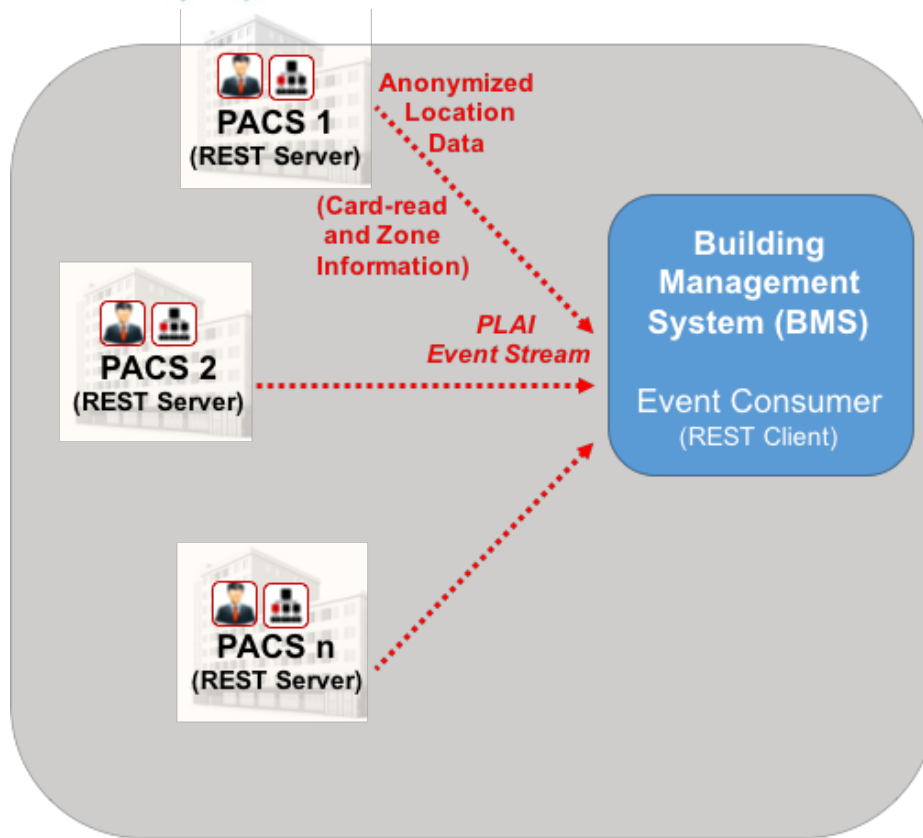 PACS 1
(REST Server)
Anonymized
Location
Data
(Card-read
and Zone
Information)
Building
Management
System (BMS)
Event Consumer
(REST Client)
PLAI
Event Stream
PACS 2
(REST Server)
PACS n
(REST Server)